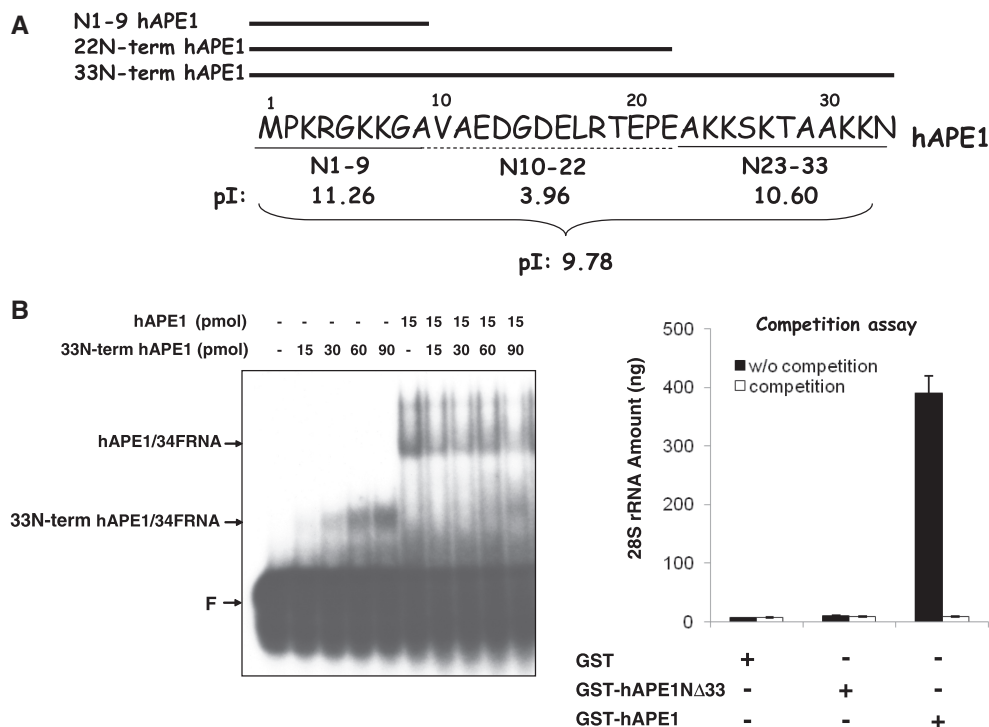 A
N1-9 hAPE1
22N-term hAPE1
33N-term hAPE1
1 10 20 30
MPKRGKKGAVAEDGDELRTEPEAKKSKTAAKKN hAPE1
N1-9 N10-22 N23-33
pI: 11.26 3.96 10.60
pI: 9.78
B
hAPE1 (pmol) - - - - - 15 15 15 15 15
33N-term hAPE1 (pmol) - 15 30 60 90 - 15 30 60 90
hAPE1/34FRNA
33N-term hAPE1/34FRNA
F
Competition assay
w/o competition
competition
28S rRNA Amount (ng)
500
400
300
200
100
0
GST + - -
GST-hAPE1NΔ33 - + -
GST-hAPE1 - - +